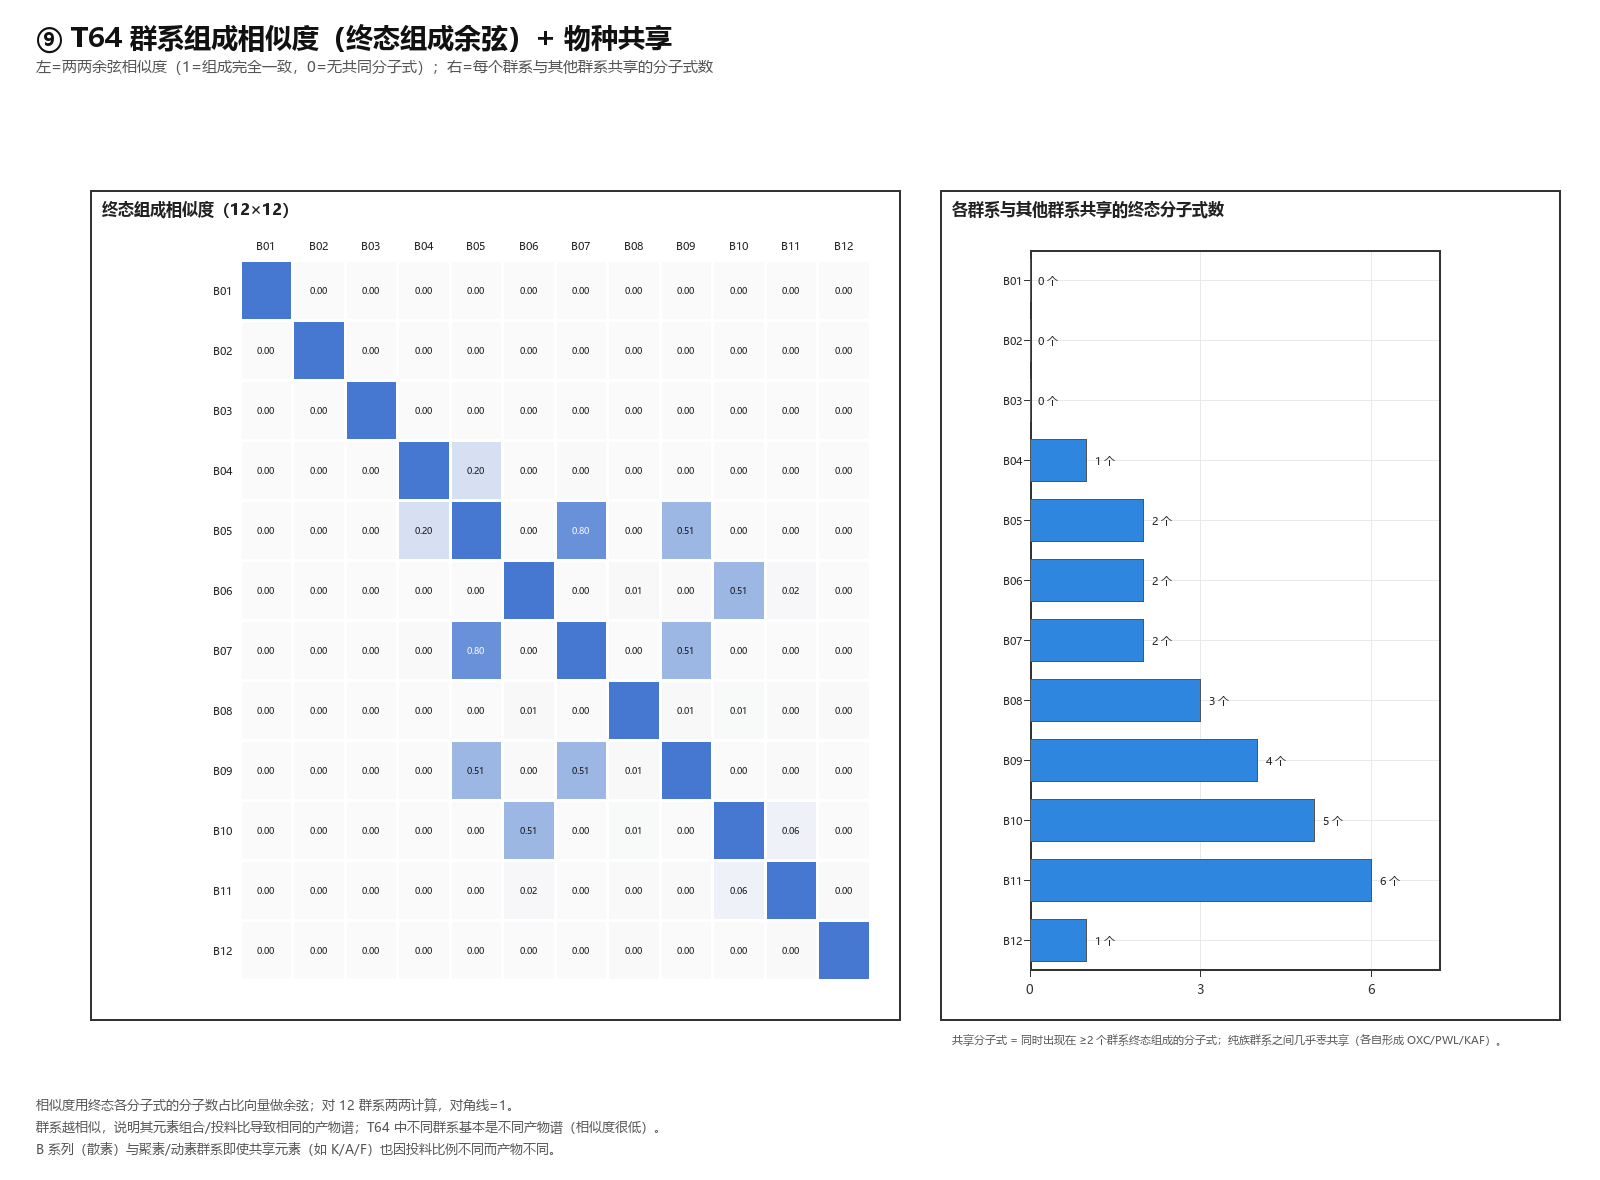 ⑨ T64 群系组成相似度（终态组成余弦）+ 物种共享
左=两两余弦相似度（1=组成完全一致，0=无共同分子式）；右=每个群系与其他群系共享的分子式数
终态组成相似度（12×12）
B01 B02 B03 B04 B05 B06 B07 B08 B09 B10 B11 B12
B01 0.00 0.00 0.00 0.00 0.00 0.00 0.00 0.00 0.00 0.00 0.00
B02 0.00 0.00 0.00 0.00 0.00 0.00 0.00 0.00 0.00 0.00 0.00
B03 0.00 0.00 0.00 0.00 0.00 0.00 0.00 0.00 0.00 0.00 0.00
B04 0.00 0.00 0.00 0.20 0.00 0.00 0.00 0.00 0.00 0.00 0.00
B05 0.00 0.00 0.00 0.20 0.00 0.80 0.00 0.51 0.00 0.00 0.00
B06 0.00 0.00 0.00 0.00 0.00 0.00 0.01 0.00 0.51 0.02 0.00
B07 0.00 0.00 0.00 0.00 0.80 0.00 0.00 0.51 0.00 0.00 0.00
B08 0.00 0.00 0.00 0.00 0.00 0.01 0.00 0.01 0.01 0.00 0.00
B09 0.00 0.00 0.00 0.00 0.51 0.00 0.51 0.01 0.00 0.00 0.00
B10 0.00 0.00 0.00 0.00 0.00 0.51 0.00 0.01 0.00 0.06 0.00
B11 0.00 0.00 0.00 0.00 0.00 0.02 0.00 0.00 0.00 0.06 0.00
B12 0.00 0.00 0.00 0.00 0.00 0.00 0.00 0.00 0.00 0.00 0.00
各群系与其他群系共享的终态分子式数
B01 0 个
B02 0 个
B03 0 个
B04 1 个
B05 2 个
B06 2 个
B07 2 个
B08 3 个
B09 4 个
B10 5 个
B11 6 个
B12 1 个
0 3 6
共享分子式 = 同时出现在 ≥2 个群系终态组成的分子式；纯族群系之间几乎零共享（各自形成 OXC/PWL/KAF）。
相似度用终态各分子式的分子数占比向量做余弦；对 12 群系两两计算，对角线=1。
群系越相似，说明其元素组合/投料比导致相同的产物谱；T64 中不同群系基本是不同产物谱（相似度很低）。
B 系列（散素）与聚素/动素群系即使共享元素（如 K/A/F）也因投料比例不同而产物不同。